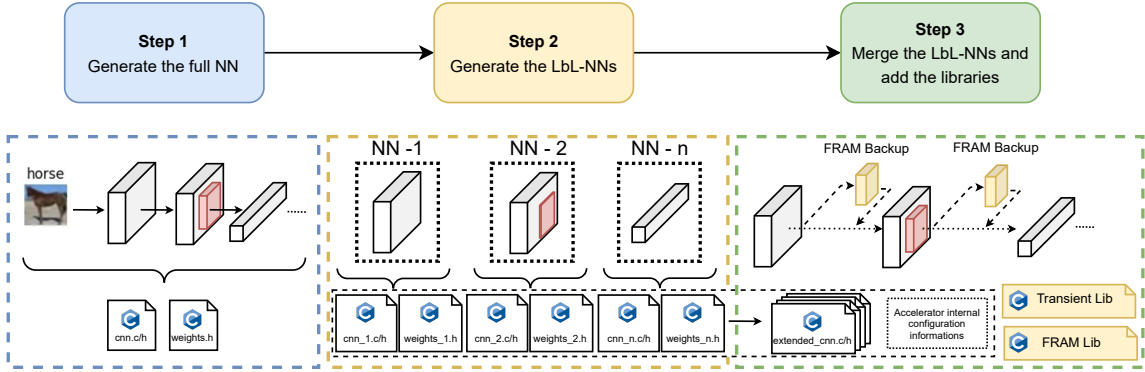 Step 1
Generate the full NN
Step 2
Generate the LbL-NNs
Step 3
Merge the LbL-NNs and
add the libraries
horse
......
cnn.c/h
weights.h
NN -1
NN - 2
NN - n
cnn_1.c/h
weights_1.h
cnn_2.c/h
weights_2.h
cnn_n.c/h
weights_n.h
FRAM Backup
FRAM Backup
......
extended_cnn.c/h
Accelerator internal
configuration
informations
Transient Lib
FRAM Lib